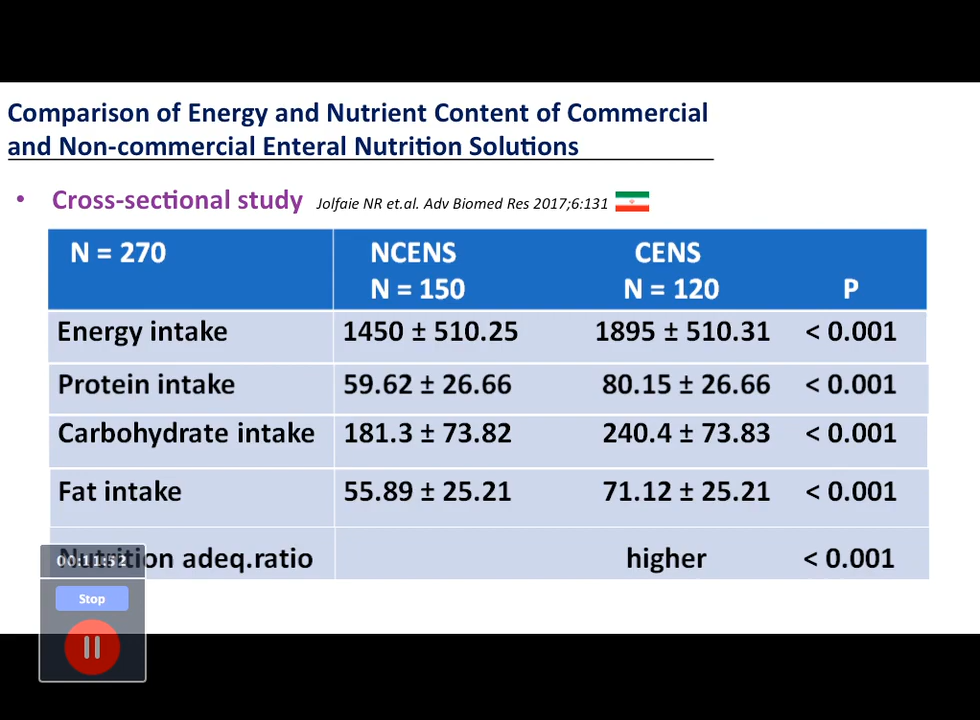 Comparison of Energy and Nutrient Content of Commercial
and Non-commercial Enteral Nutrition Solutions
• Cross-sectional study Jolfaie NR et.al. Adv Biomed Res 2017;6:131
N = 270 NCENS N = 150 CENS N = 120 P
Energy intake 1450 ± 510.25 1895 ± 510.31 < 0.001
Protein intake 59.62 ± 26.66 80.15 ± 26.66 < 0.001
Carbohydrate intake 181.3 ± 73.82 240.4 ± 73.83 < 0.001
Fat intake 55.89 ± 25.21 71.12 ± 25.21 < 0.001
Nutrition adeq.ratio higher < 0.001
00:11:52
Stop